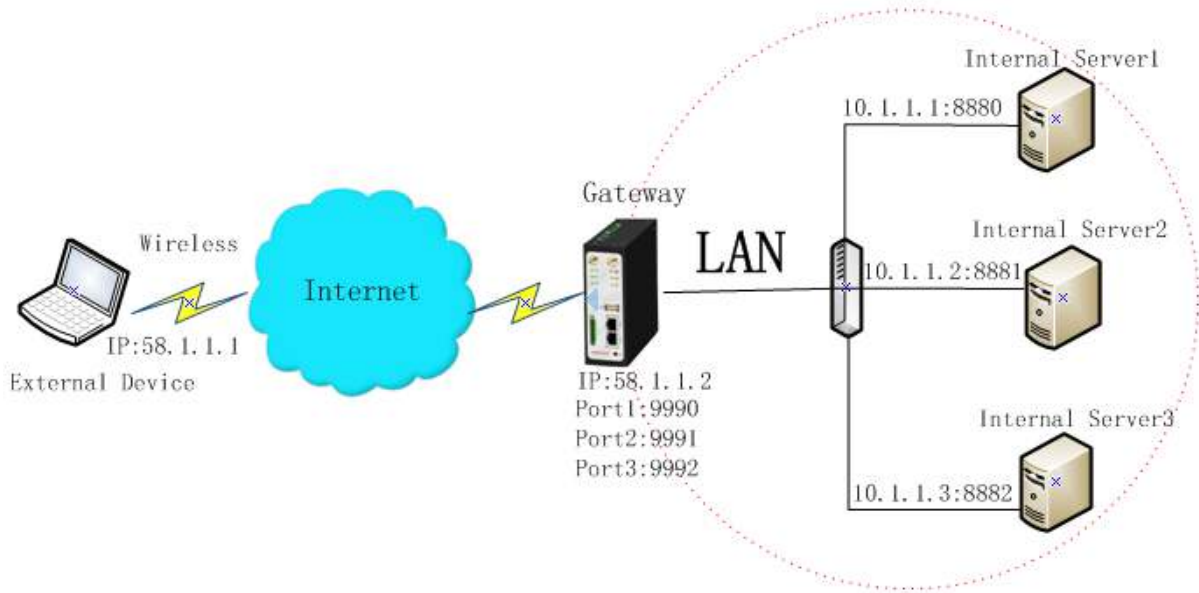 Internal Server1
10.1.1.1:8880
Gateway
Wireless
LAN
Internal Server2
10.1.1.2:8881
Internet
IP:58.1.1.1
External Device
IP:58.1.1.2
Port1:9990
Port2:9991
Port3:9992
Internal Server3
10.1.1.3:8882